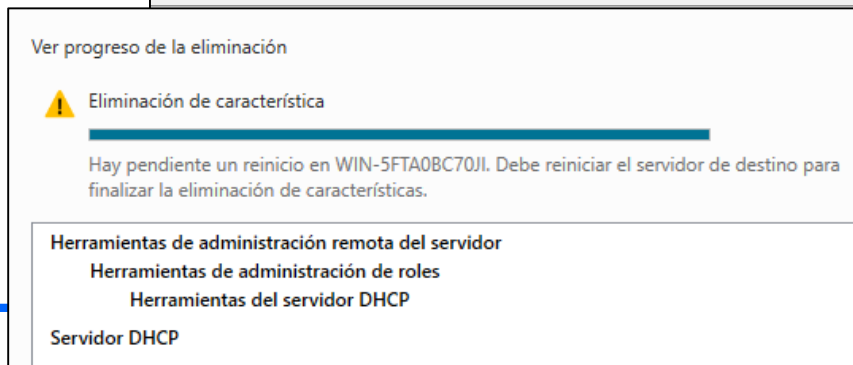 Ver progreso de la eliminación
Eliminación de característica
Hay pendiente un reinicio en WIN-5FTA0BC70JI. Debe reiniciar el servidor de destino para
finalizar la eliminación de características.
Herramientas de administración remota del servidor
Herramientas de administración de roles
Herramientas del servidor DHCP
Servidor DHCP